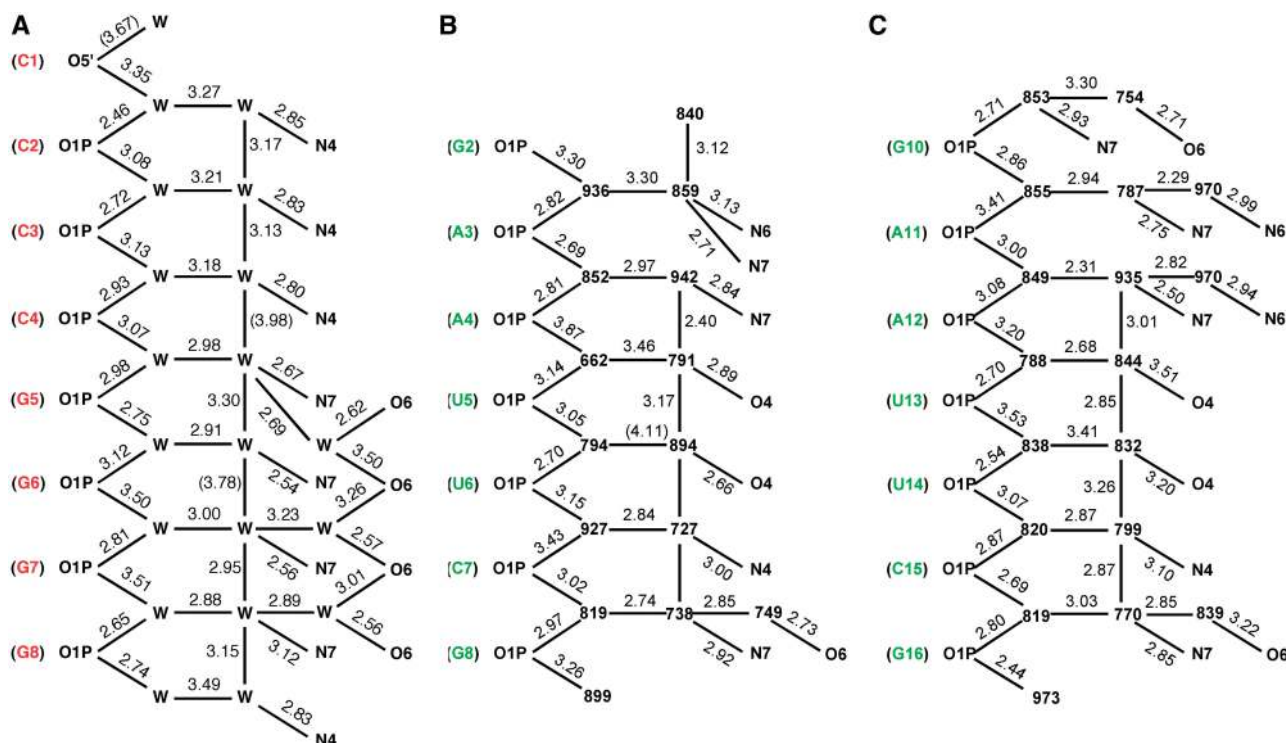 A
W
(3.67)
(C1) O5'
3.35
W 3.27 W
2.46 2.85
(C2) O1P 3.17 N4
3.08
W 3.21 W
2.72 2.83
(C3) O1P 3.13 N4
3.13
W 3.18 W
2.93 2.80
(C4) O1P (3.98) N4
3.07
W 2.98 W
2.98 2.67
(G5) O1P 3.30 N7 2.69 2.62 O6
2.75
W 2.91 W W
3.12 2.54 3.50
(G6) O1P (3.78) N7 3.26 O6
3.50
W 3.00 W 3.23 W
2.81 2.56 2.57
(G7) O1P 2.95 N7 3.01 O6
3.51
W 2.88 W 2.89 W
2.65 3.12 2.56
(G8) O1P 3.15 N7 O6
2.74
W 3.49 W
2.83
N4
B
840
(G2) O1P 3.12
3.30
936 3.30 859
2.82 3.13
(A3) O1P N6
2.71
2.69 N7
852 2.97 942
2.81 2.84
(A4) O1P 2.40 N7
3.87
662 3.46 791
3.14 2.89
(U5) O1P 3.17 O4
3.05
794 (4.11) 894
2.70 2.66
(U6) O1P O4
3.15
927 2.84 727
3.43 3.00
(C7) O1P N4
3.02
819 2.74 738 2.85 749
2.97 2.92 2.73
(G8) O1P N7 O6
3.26
899
C
853 3.30 754
2.71 2.93 2.71
(G10) O1P N7 O6
2.86
855 2.94 787 2.29 970
3.41 2.75 2.99
(A11) O1P N7 N6
3.00
849 2.31 935 2.82 970
3.08 2.50 2.94
(A12) O1P N7 N6
3.20 3.01
788 2.68 844
2.70 3.51
(U13) O1P 2.85 O4
3.53
838 3.41 832
2.54 3.20
(U14) O1P 3.26 O4
3.07
820 2.87 799
2.87 3.10
(C15) O1P 2.87 N4
2.69
819 3.03 770 2.85 839
2.80 2.85 3.22
(G16) O1P N7 O6
2.44
973